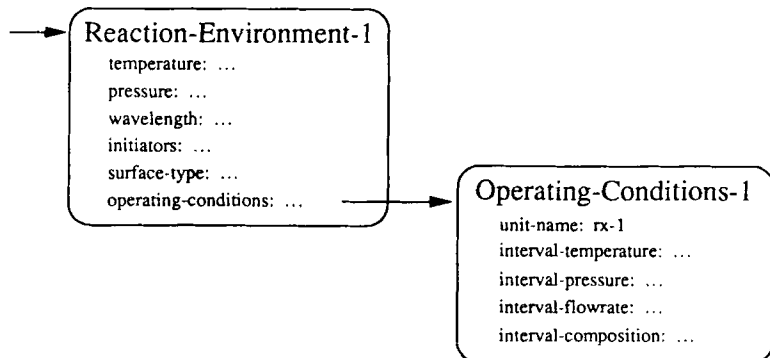 Reaction-Environment-1
temperature: ...
pressure: ...
wavelength: ...
initiators: ...
surface-type: ...
operating-conditions: ...
Operating-Conditions-1
unit-name: rx-1
interval-temperature: ...
interval-pressure: ...
interval-flowrate: ...
interval-composition: ...